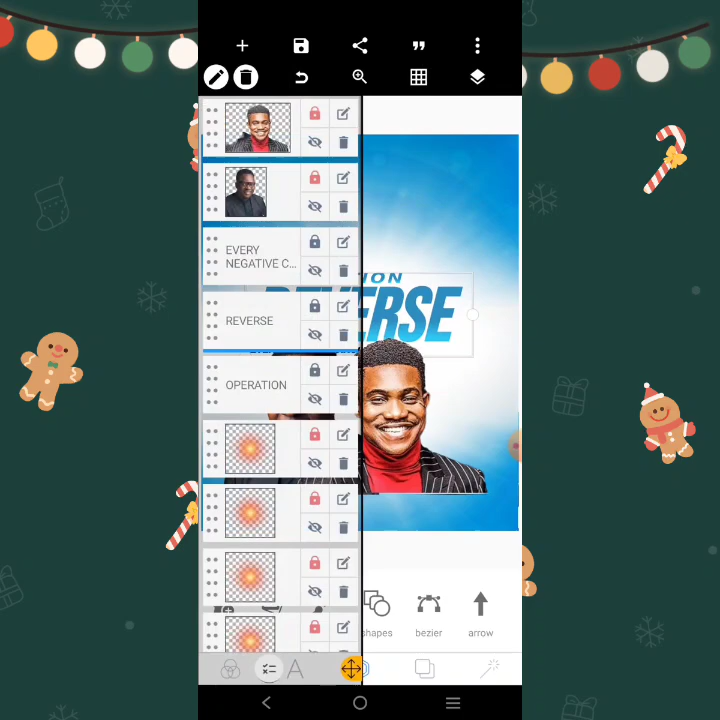 EVERY
NEGATIVE C...
REVERSE
OPERATION
ION
ERSE
shapes
bezier
arrow